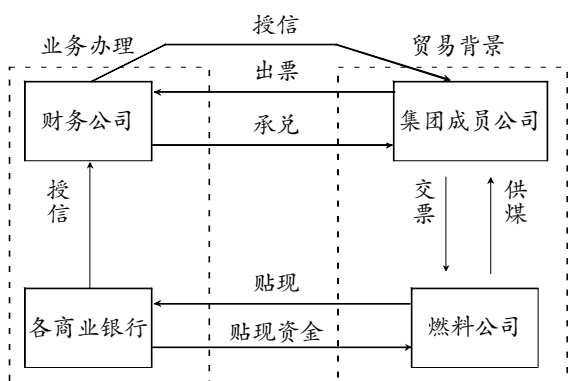 授信
业务办理
贸易背景
出票
财务公司
集团成员公司
承兑
授信
交票
供煤
贴现
各商业银行
燃料公司
贴现资金